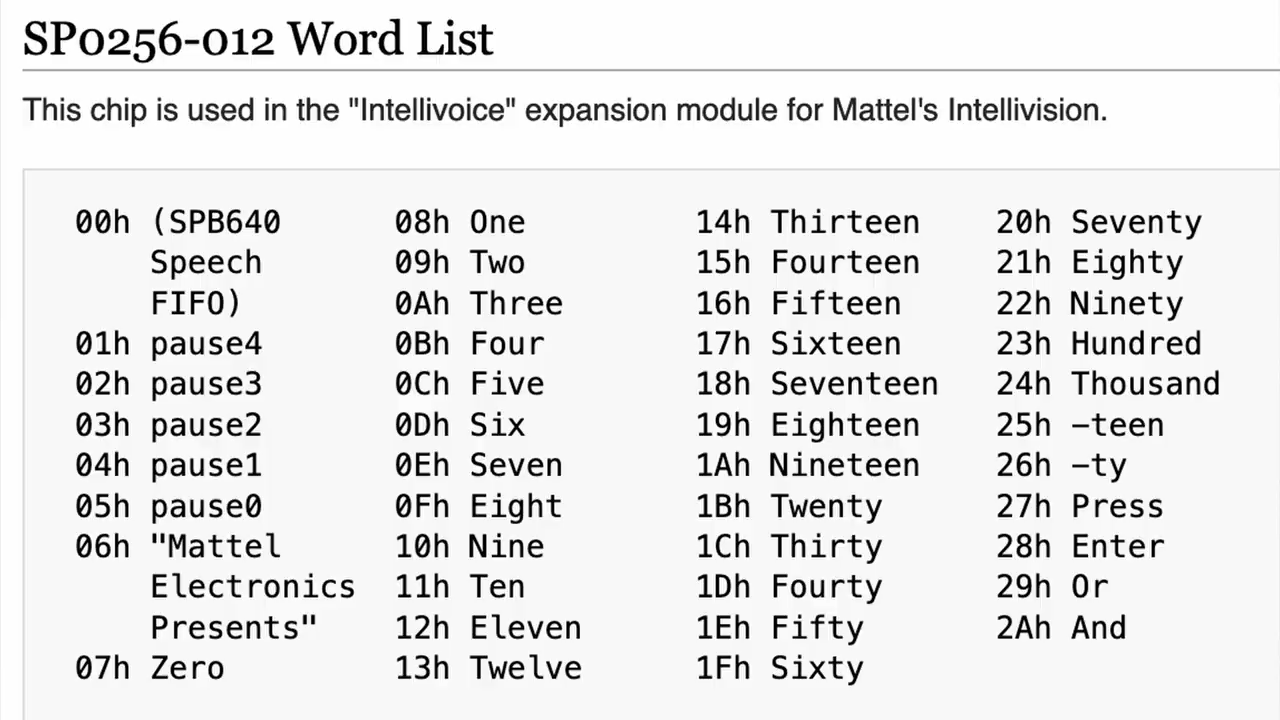 SP0256-012 Word List
This chip is used in the "Intellivoice" expansion module for Mattel's Intellivision.
00h (SPB640 08h One 14h Thirteen 20h Seventy
Speech 09h Two 15h Fourteen 21h Eighty
FIFO) 0Ah Three 16h Fifteen 22h Ninety
01h pause4 0Bh Four 17h Sixteen 23h Hundred
02h pause3 0Ch Five 18h Seventeen 24h Thousand
03h pause2 0Dh Six 19h Eighteen 25h -teen
04h pause1 0Eh Seven 1Ah Nineteen 26h -ty
05h pause0 0Fh Eight 1Bh Twenty 27h Press
06h "Mattel 10h Nine 1Ch Thirty 28h Enter
Electronics 11h Ten 1Dh Fourty 29h Or
Presents" 12h Eleven 1Eh Fifty 2Ah And
07h Zero 13h Twelve 1Fh Sixty